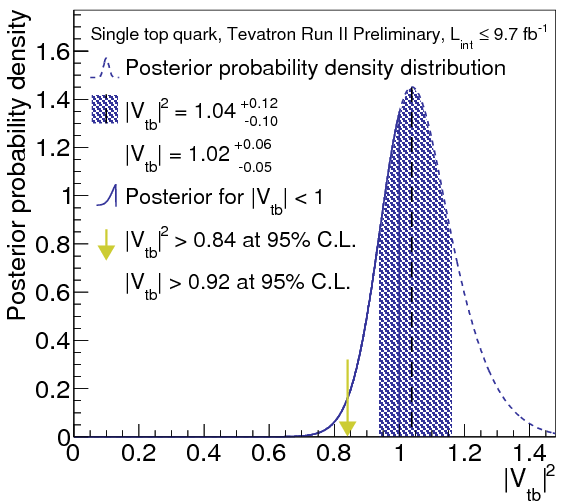 Single top quark, Tevatron Run II Preliminary, L_int ≤ 9.7 fb^-1
Posterior probability density distribution
|V_tb|^2 = 1.04 +0.12 -0.10
|V_tb| = 1.02 +0.06 -0.05
Posterior for |V_tb| < 1
|V_tb|^2 > 0.84 at 95% C.L.
|V_tb| > 0.92 at 95% C.L.
Posterior probability density
1.6
1.4
1.2
1
0.8
0.6
0.4
0.2
0
0 0.2 0.4 0.6 0.8 1 1.2 1.4
|V_tb|^2